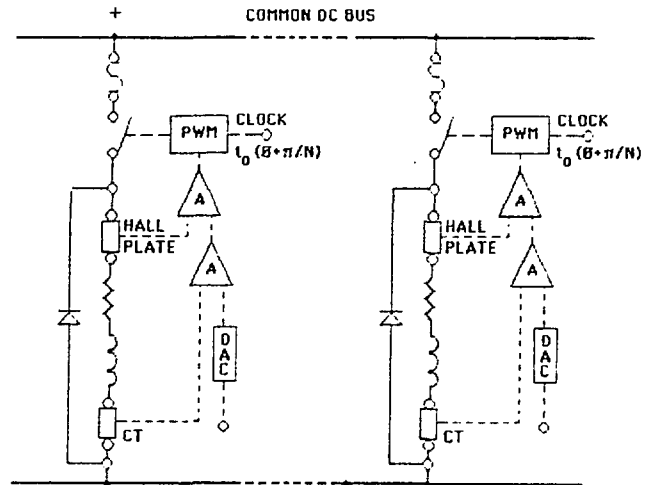 + COMMON DC BUS
PWM CLOCK
t₀ (Ø+π/N)
A
HALL
PLATE
A
DAC
CT
PWM CLOCK
t₀ (Ø+π/N)
A
HALL
PLATE
A
DAC
CT